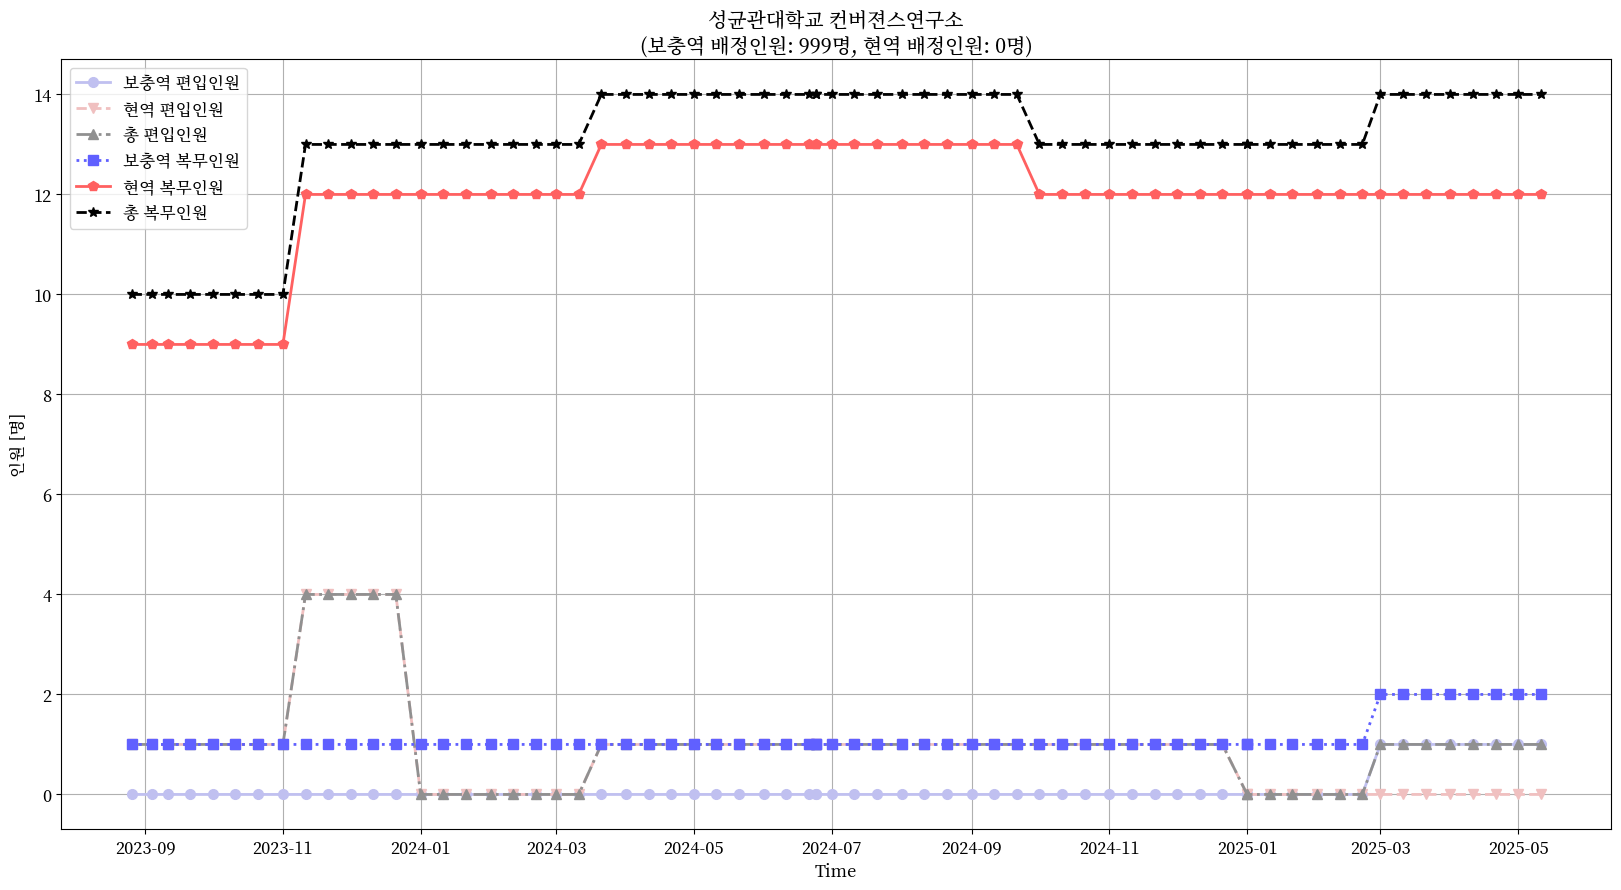 성균관대학교 컨버젼스연구소
(보충역 배정인원: 999명, 현역 배정인원: 0명)
보충역 편입인원
현역 편입인원
총 편입인원
보충역 복무인원
현역 복무인원
총 복무인원
14
12
10
8
6
4
2
0
인원 [명]
2023-09
2023-11
2024-01
2024-03
2024-05
2024-07
2024-09
2024-11
2025-01
2025-03
2025-05
Time